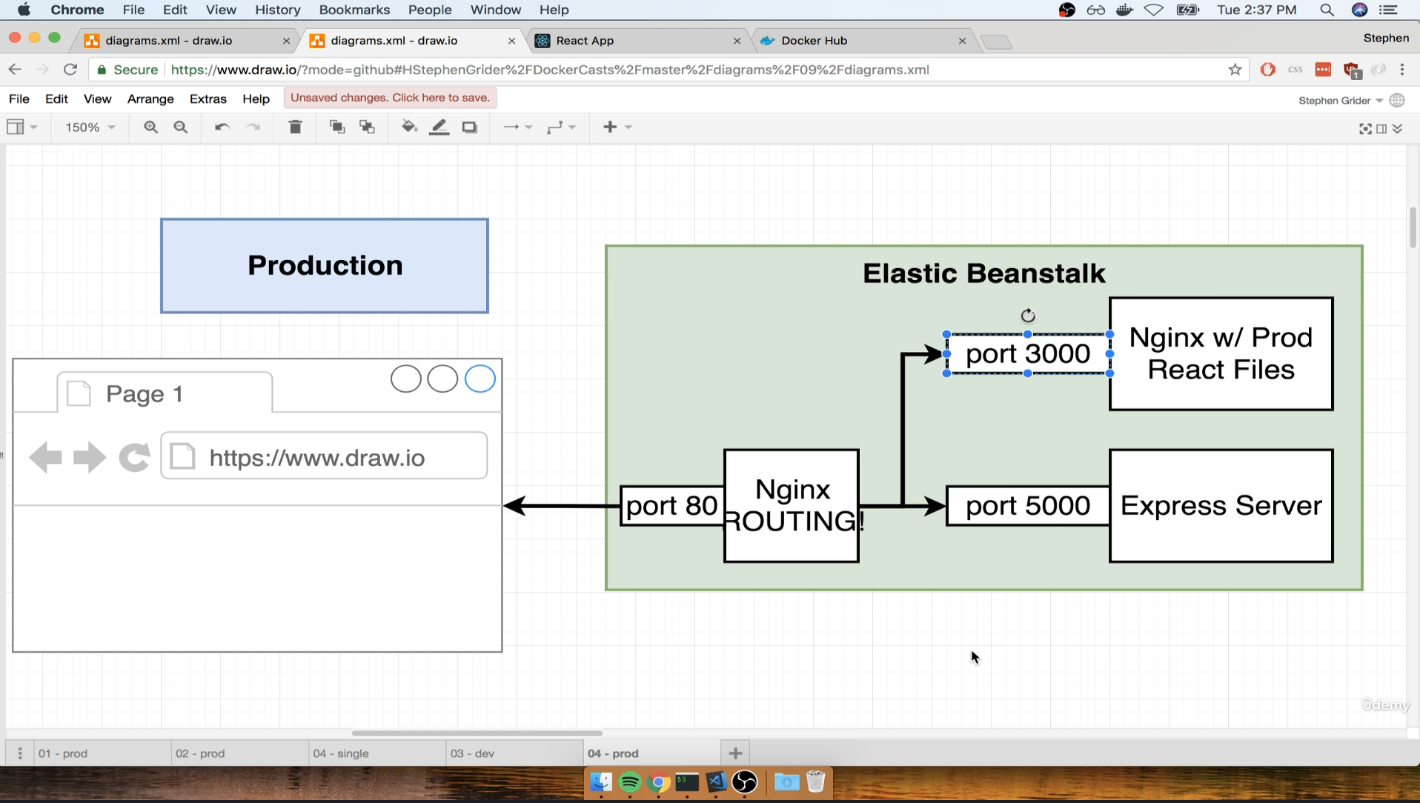 Chrome File Edit View History Bookmarks People Window Help Tue 2:37 PM
diagrams.xml - draw.io diagrams.xml - draw.io React App Docker Hub Stephen
Secure https://www.draw.io/?mode=github#HStephenGrider%2FDockerCasts%2Fmaster%2Fdiagrams%2F09%2Fdiagrams.xml CSS 1
File Edit View Arrange Extras Help Unsaved changes. Click here to save. Stephen Grider
150%
Production
Elastic Beanstalk
port 3000
Nginx w/ Prod
React Files
Page 1
https://www.draw.io
port 80
Nginx
ROUTING!
port 5000
Express Server
Udemy
01 - prod 02 - prod 04 - single 03 - dev 04 - prod